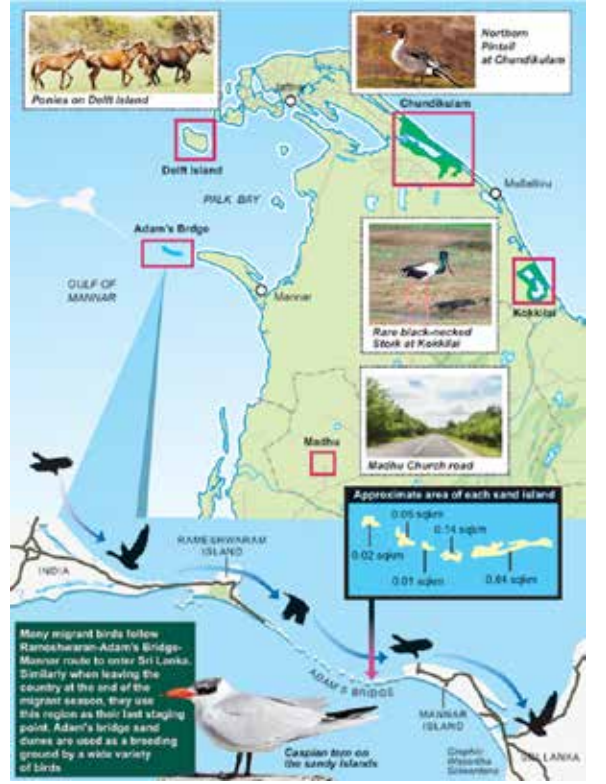 Ponies on Delft Island
Northern
Pintail
at Chundikulam
Chundikulam
Delft Island
PALK BAY
Mullaitivu
Adam's Brdge
GULF OF
MANNAR
Mannar
Kokkilai
Rare black-necked
Stork at Kokkilai
Madhu
Madhu Church road
Approximate area of each sand island
0.05 sqkm
0.14 sqkm
0.02 sqkm
0.01 sqkm
0.64 sqkm
RAMESHWARAM
ISLAND
INDIA
Many migrant birds follow
Rameshwaran-Adam's Bridge-
Mannar route to enter Sri Lanka.
Similarly when leaving the
country at the end of the
migrant season, they use
this region as their last staging
point. Adam's bridge sand
dunes are used as a breeding
ground by a wide variety
of birds
ADAM'S BRIDGE
MANNAR
ISLAND
SRI LANKA
Caspian tern on
the sandy islands
Graphic